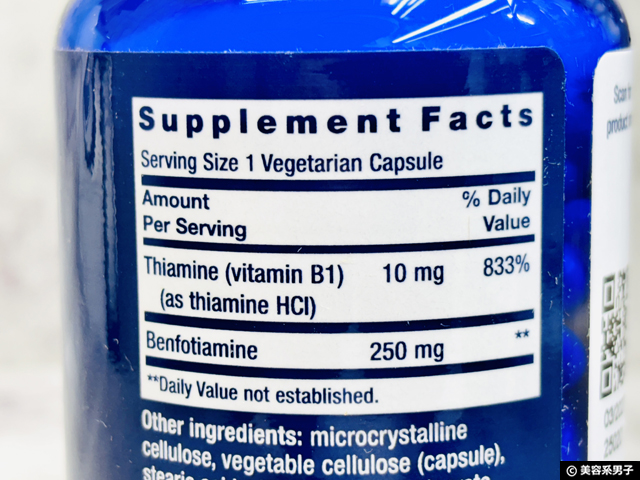 Supplement Facts
Serving Size 1 Vegetarian Capsule
Amount Per Serving % Daily Value
Thiamine (vitamin B1) 10 mg 833%
(as thiamine HCl)
Benfotiamine 250 mg **
**Daily Value not established.
Other ingredients: microcrystalline
cellulose, vegetable cellulose (capsule),
Scan
product
© 美容系男子